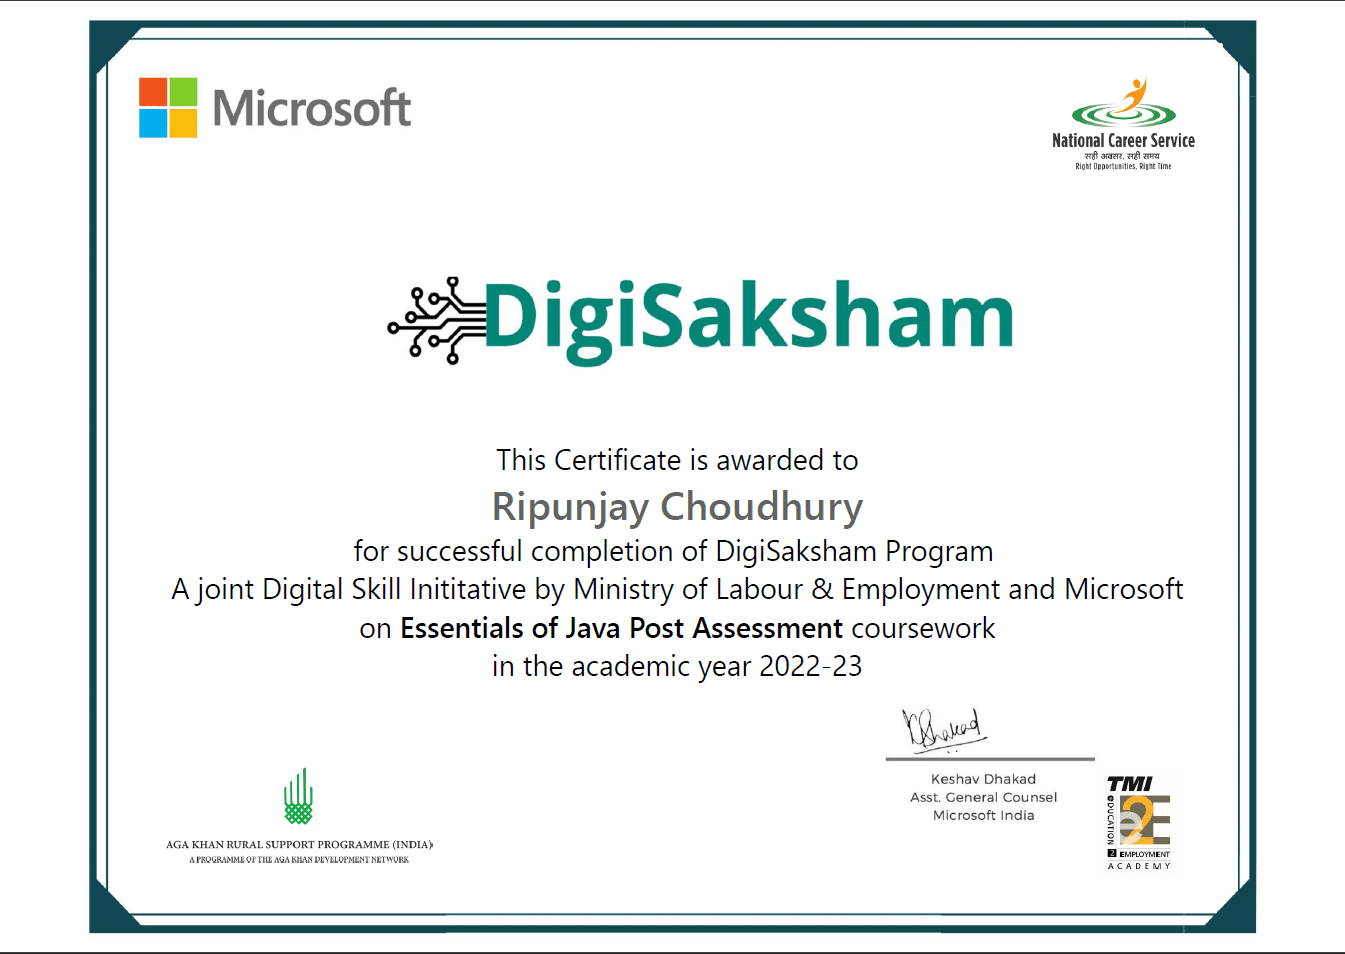 Microsoft
National Career Service
सही अवसर, सही समय
Right Opportunities, Right Time
DigiSaksham
This Certificate is awarded to
Ripunjay Choudhury
for successful completion of DigiSaksham Program
A joint Digital Skill Inititative by Ministry of Labour & Employment and Microsoft
on Essentials of Java Post Assessment coursework
in the academic year 2022-23
KDhakad
Keshav Dhakad
Asst. General Counsel
Microsoft India
AGA KHAN RURAL SUPPORT PROGRAMME (INDIA)
A PROGRAMME OF THE AGA KHAN DEVELOPMENT NETWORK
TMI
e2E
eDUCATION
2 EMPLOYMENT
ACADEMY